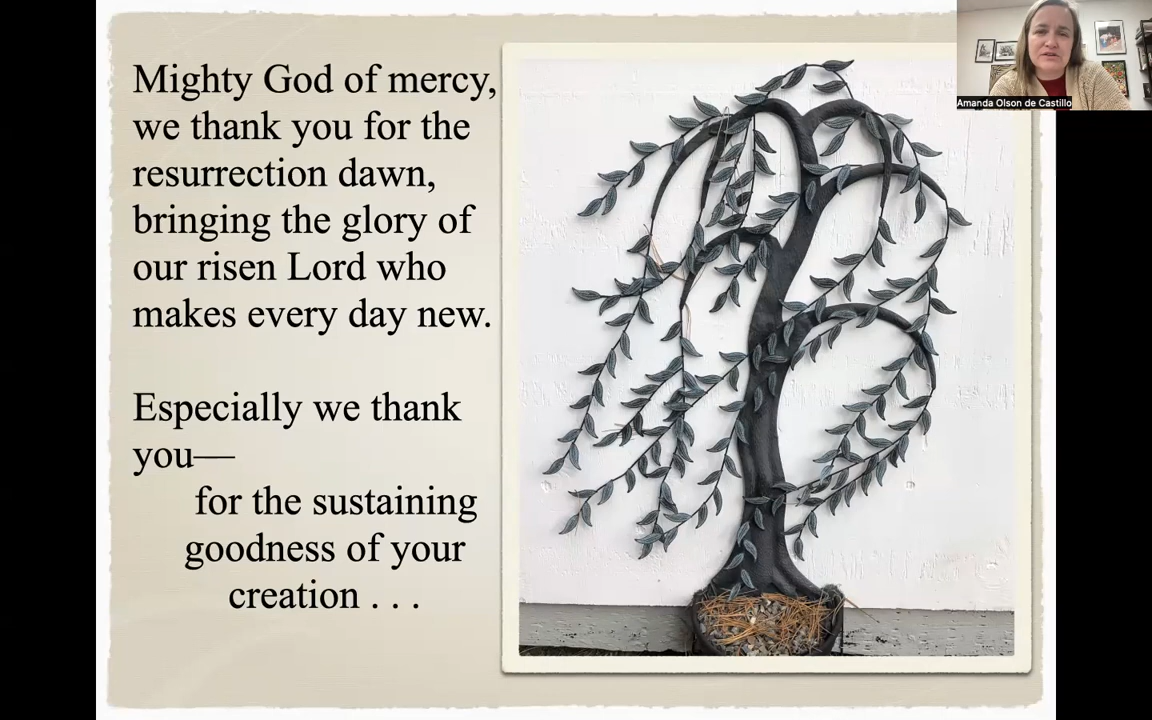 Mighty God of mercy,
we thank you for the
resurrection dawn,
bringing the glory of
our risen Lord who
makes every day new.
Especially we thank
you—
for the sustaining
goodness of your
creation . . .
Amanda Olson de Castillo